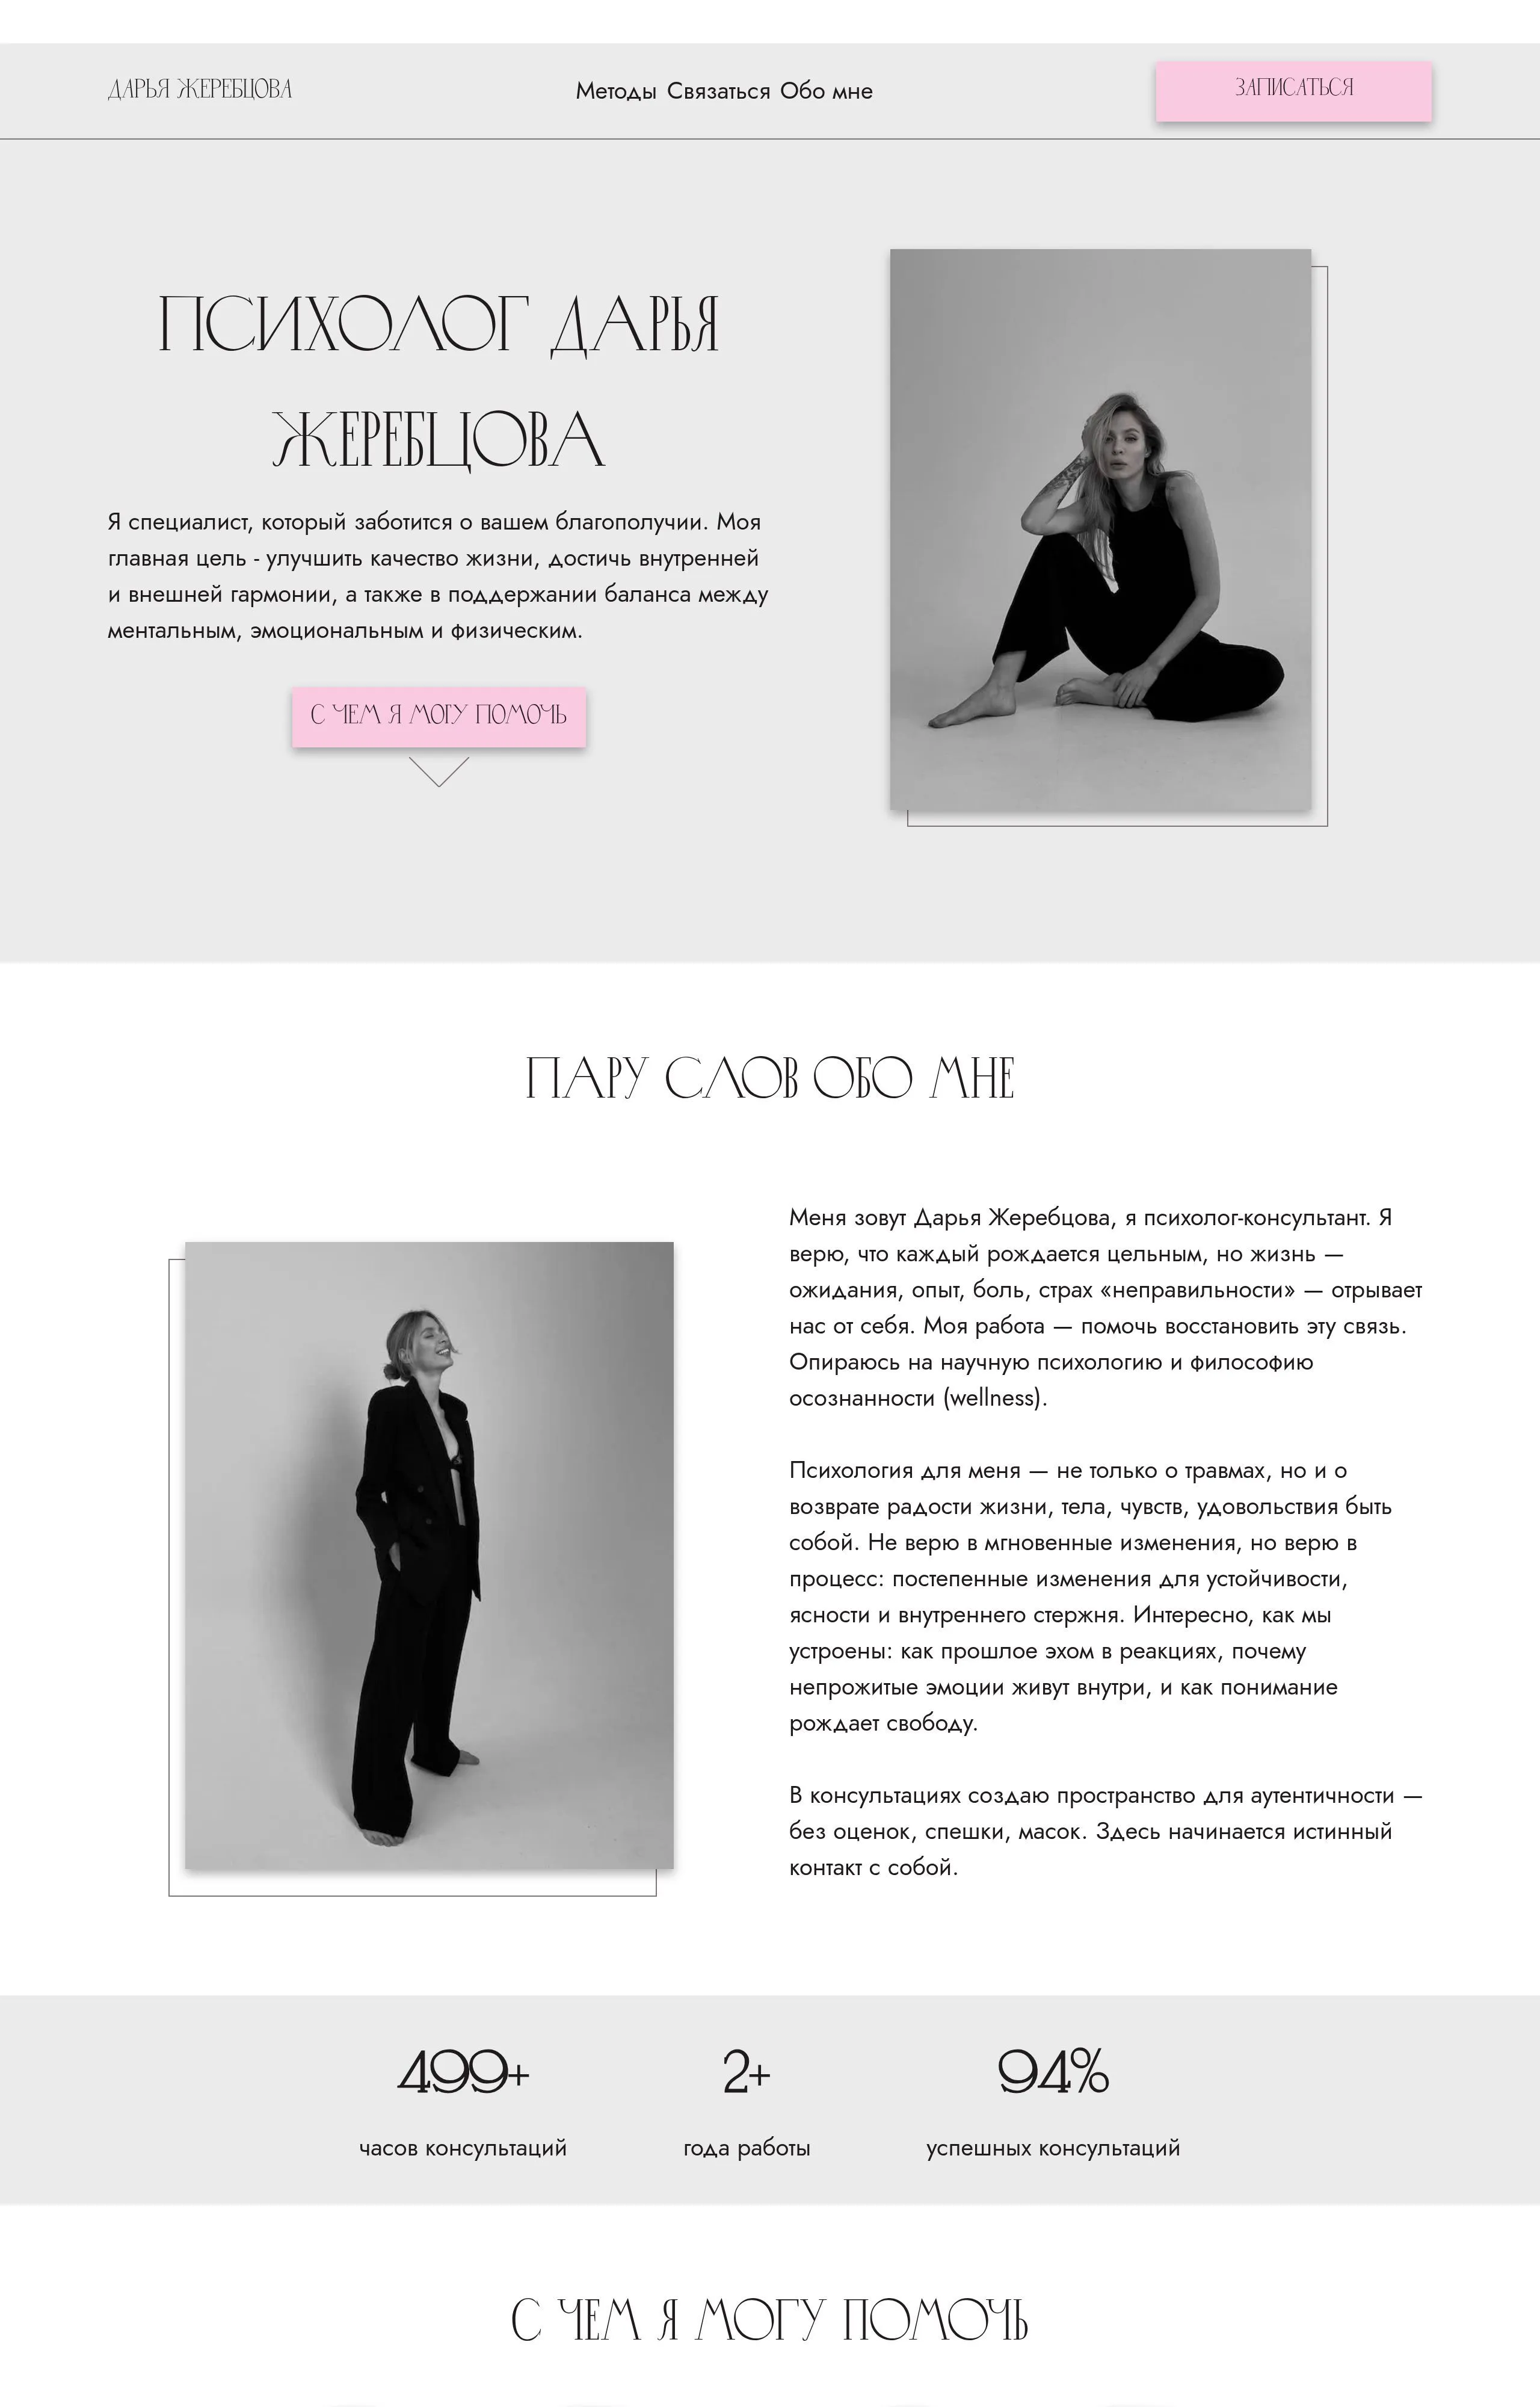 ДАРЬЯ ЖЕРЕБЦОВА
Методы Связаться Обо мне
ЗАПИСАТЬСЯ
ПСИХОЛОГ ДАРЬЯ
ЖЕРЕБЦОВА
Я специалист, который заботится о вашем благополучии. Моя
главная цель - улучшить качество жизни, достичь внутренней
и внешней гармонии, а также в поддержании баланса между
ментальным, эмоциональным и физическим.
С ЧЕМ Я МОГУ ПОМОЧЬ
ПАРУ СЛОВ ОБО МНЕ
Меня зовут Дарья Жеребцова, я психолог-консультант. Я
верю, что каждый рождается цельным, но жизнь —
ожидания, опыт, боль, страх «неправильности» — отрывает
нас от себя. Моя работа — помочь восстановить эту связь.
Опираюсь на научную психологию и философию
осознанности (wellness).
Психология для меня — не только о травмах, но и о
возврате радости жизни, тела, чувств, удовольствия быть
собой. Не верю в мгновенные изменения, но верю в
процесс: постепенные изменения для устойчивости,
ясности и внутреннего стержня. Интересно, как мы
устроены: как прошлое эхом в реакциях, почему
непрожитые эмоции живут внутри, и как понимание
рождает свободу.
В консультациях создаю пространство для аутентичности —
без оценок, спешки, масок. Здесь начинается истинный
контакт с собой.
499+
часов консультаций
2+
года работы
94%
успешных консультаций
С ЧЕМ Я МОГУ ПОМОЧЬ